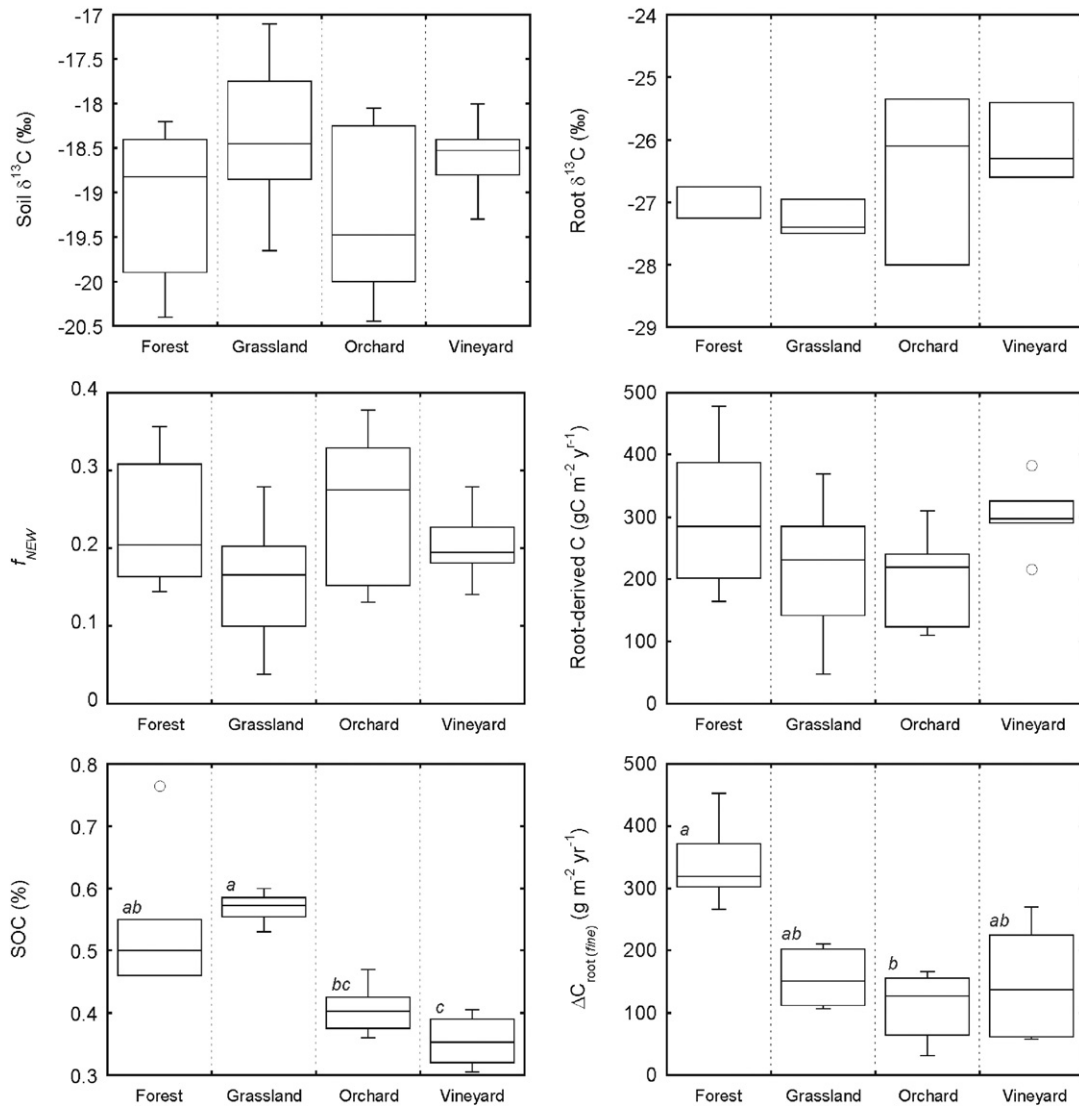 Soil δ¹³C (‰)
-17
-17.5
-18
-18.5
-19
-19.5
-20
-20.5
Forest Grassland Orchard Vineyard
Root δ¹³C (‰)
-24
-25
-26
-27
-28
-29
Forest Grassland Orchard Vineyard
f_NEW
0.4
0.3
0.2
0.1
0
Forest Grassland Orchard Vineyard
Root-derived C (gC m⁻² y^r-1)
500
400
300
200
100
0
Forest Grassland Orchard Vineyard
SOC (%)
0.8
0.7
0.6
0.5
0.4
0.3
ab
a
bc
c
Forest Grassland Orchard Vineyard
ΔC_root (fine) (g m⁻² yr⁻¹)
500
400
300
200
100
0
a
ab
b
ab
Forest Grassland Orchard Vineyard